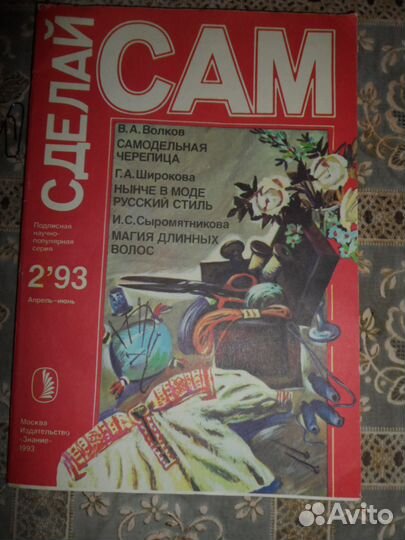 СДЕЛАЙ
САМ
В.А.Волков
САМОДЕЛЬНАЯ
ЧЕРЕПИЦА
Г.А.Широкова
НЫНЧЕ В МОДЕ
РУССКИЙ СТИЛЬ
И.С.Сыромятникова
МАГИЯ ДЛИННЫХ
ВОЛОС
Подписная
научно-
популярная
серия
2'93
Апрель–июнь
Москва
Издательство
«Знание»
1993
Avito